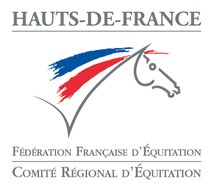 HAUTS-DE-FRANCE
FÉDÉRATION FRANÇAISE D'ÉQUITATION
COMITÉ RÉGIONAL D'ÉQUITATION